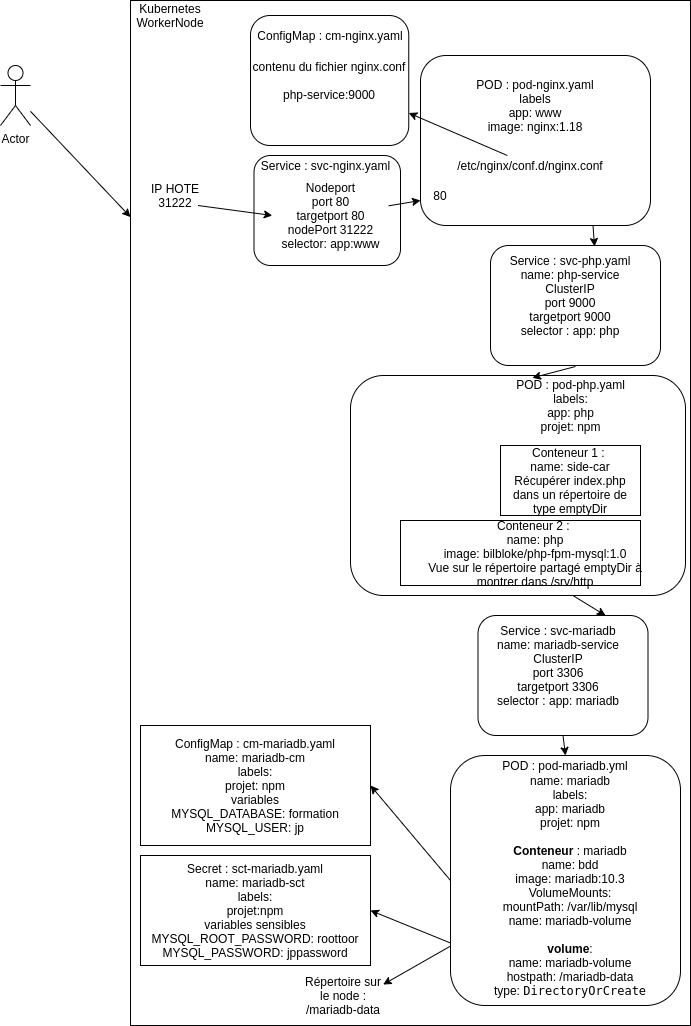 Kubernetes
WorkerNode
Actor
ConfigMap : cm-nginx.yaml
contenu du fichier nginx.conf
php-service:9000
POD : pod-nginx.yaml
labels
app: www
image: nginx:1.18
/etc/nginx/conf.d/nginx.conf
80
IP HOTE
31222
Service : svc-nginx.yaml
Nodeport
port 80
targetport 80
nodePort 31222
selector: app:www
Service : svc-php.yaml
name: php-service
ClusterIP
port 9000
targetport 9000
selector : app: php
POD : pod-php.yaml
labels:
app: php
projet: npm
Conteneur 1 :
name: side-car
Récupérer index.php
dans un répertoire de
type emptyDir
Conteneur 2 :
name: php
image: bilbloke/php-fpm-mysql:1.0
Vue sur le répertoire partagé emptyDir à
montrer dans /srv/http
Service : svc-mariadb
name: mariadb-service
ClusterIP
port 3306
targetport 3306
selector : app: mariadb
ConfigMap : cm-mariadb.yaml
name: mariadb-cm
labels:
projet: npm
variables
MYSQL_DATABASE: formation
MYSQL_USER: jp
Secret : sct-mariadb.yaml
name: mariadb-sct
labels:
projet:npm
variables sensibles
MYSQL_ROOT_PASSWORD: roottoor
MYSQL_PASSWORD: jppassword
Répertoire sur
le node :
/mariadb-data
POD : pod-mariadb.yml
name: mariadb
labels:
app: mariadb
projet: npm
Conteneur : mariadb
name: bdd
image: mariadb:10.3
VolumeMounts:
mountPath: /var/lib/mysql
name: mariadb-volume
volume:
name: mariadb-volume
hostpath: /mariadb-data
type: DirectoryOrCreate